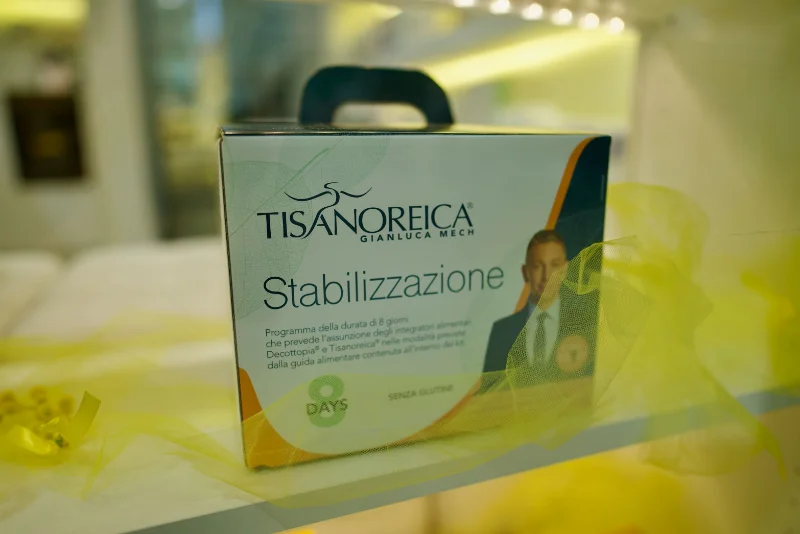 TISANOREICA®
GIANLUCA MECH
Stabilizzazione
Programma della durata di 8 giorni
che prevede l'assunzione degli integratori alimentari
Decottopia® e Tisanoreica® nelle modalità previste
dalla guida alimentare contenuta all'interno del kit
8
DAYS
SENZA GLUTINE
T